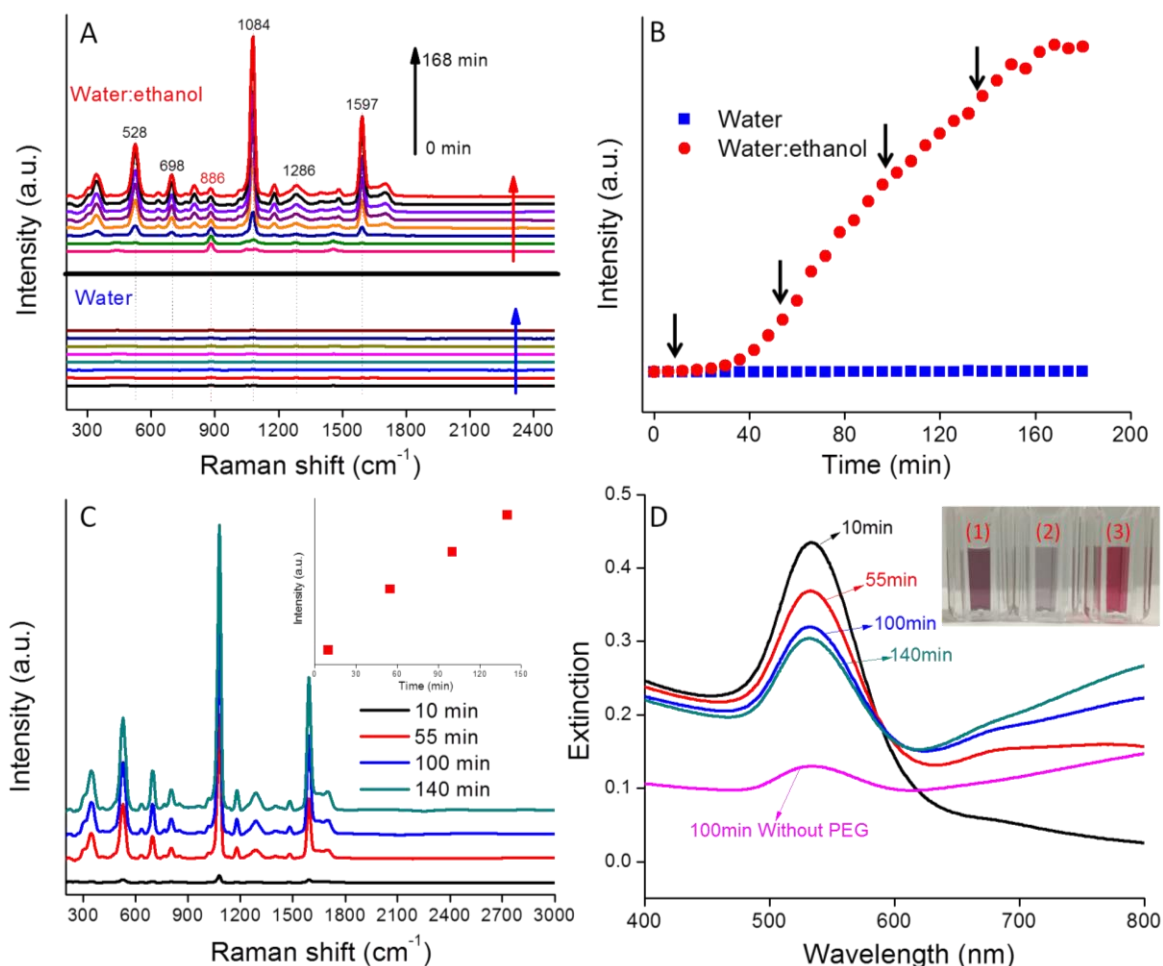 A
1084
168 min
0 min
Water:ethanol
1597
528
698
886
1286
Water
Intensity (a.u.)
300 600 900 1200 1500 1800 2100 2400
Raman shift (cm⁻¹)
B
Water
Water:ethanol
Intensity (a.u.)
0 40 80 120 160 200
Time (min)
C
Intensity (a.u.)
0 30 60 90 120 150
Time (min)
10 min
55 min
100 min
140 min
Intensity (a.u.)
300 600 900 1200 1500 1800 2100 2400 2700 3000
Raman shift (cm⁻¹)
D
0.5
0.4
0.3
0.2
0.1
0.0
Extinction
10min
55min
100min
140min
100min Without PEG
(1) (2) (3)
400 500 600 700 800
Wavelength (nm)